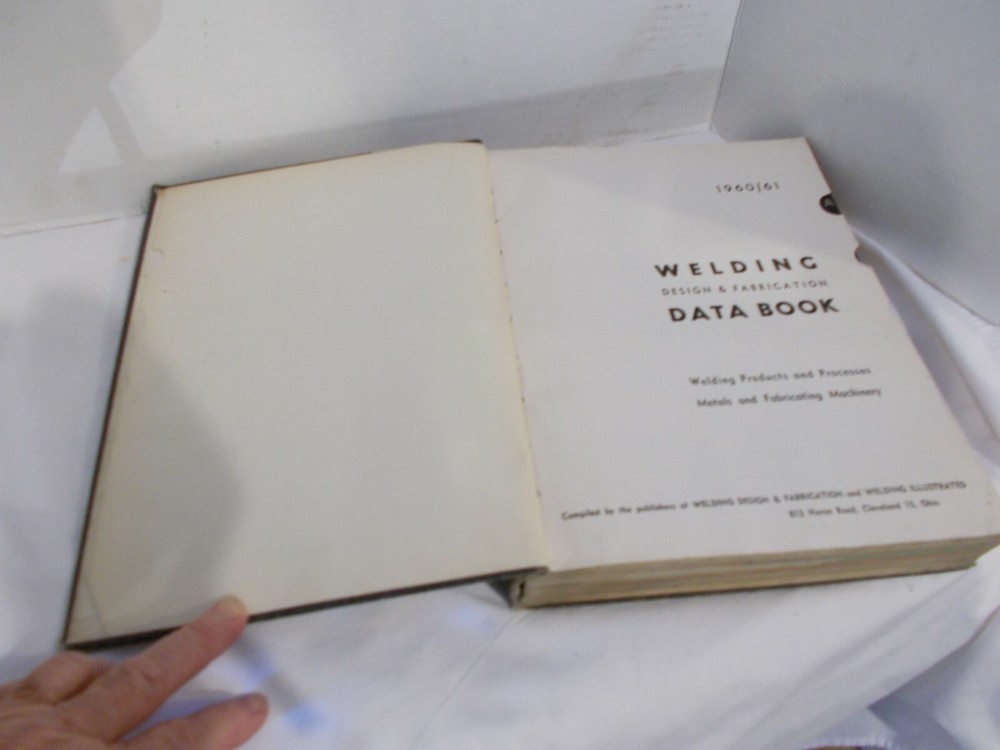 1960/61
A
WELDING
DESIGN & FABRICATION
DATA BOOK
Welding Products and Processes
Metals and Fabricating Machinery
Compiled by the publishers of WELDING DESIGN & FABRICATION and WELDING ILLUSTRATED
812 Huron Road, Cleveland 15, Ohio